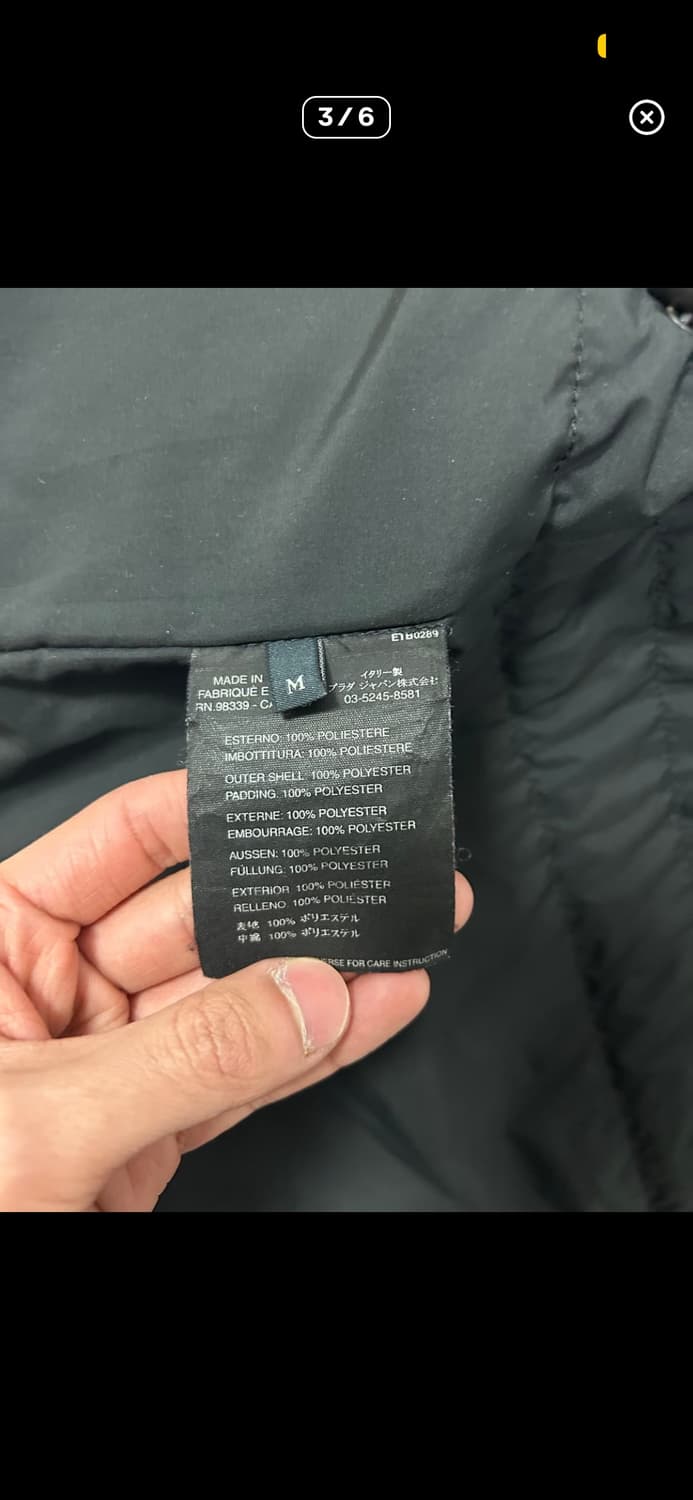 3/6
E1B0289
MADE IN
FABRIQUÉ E
RN.98339 - CA
M
イタリー製
プラダ ジャパン株式会社
03-5245-8581
ESTERNO: 100% POLIESTERE
IMBOTTITURA: 100% POLIESTERE
OUTER SHELL: 100% POLYESTER
PADDING: 100% POLYESTER
EXTERNE: 100% POLYESTER
EMBOURRAGE: 100% POLYESTER
AUSSEN: 100% POLYESTER
FÜLLUNG: 100% POLYESTER
EXTERIOR: 100% POLIÉSTER
RELLENO: 100% POLIÉSTER
表地 100% ポリエステル
中綿 100% ポリエステル
ERSE FOR CARE INSTRUCTION